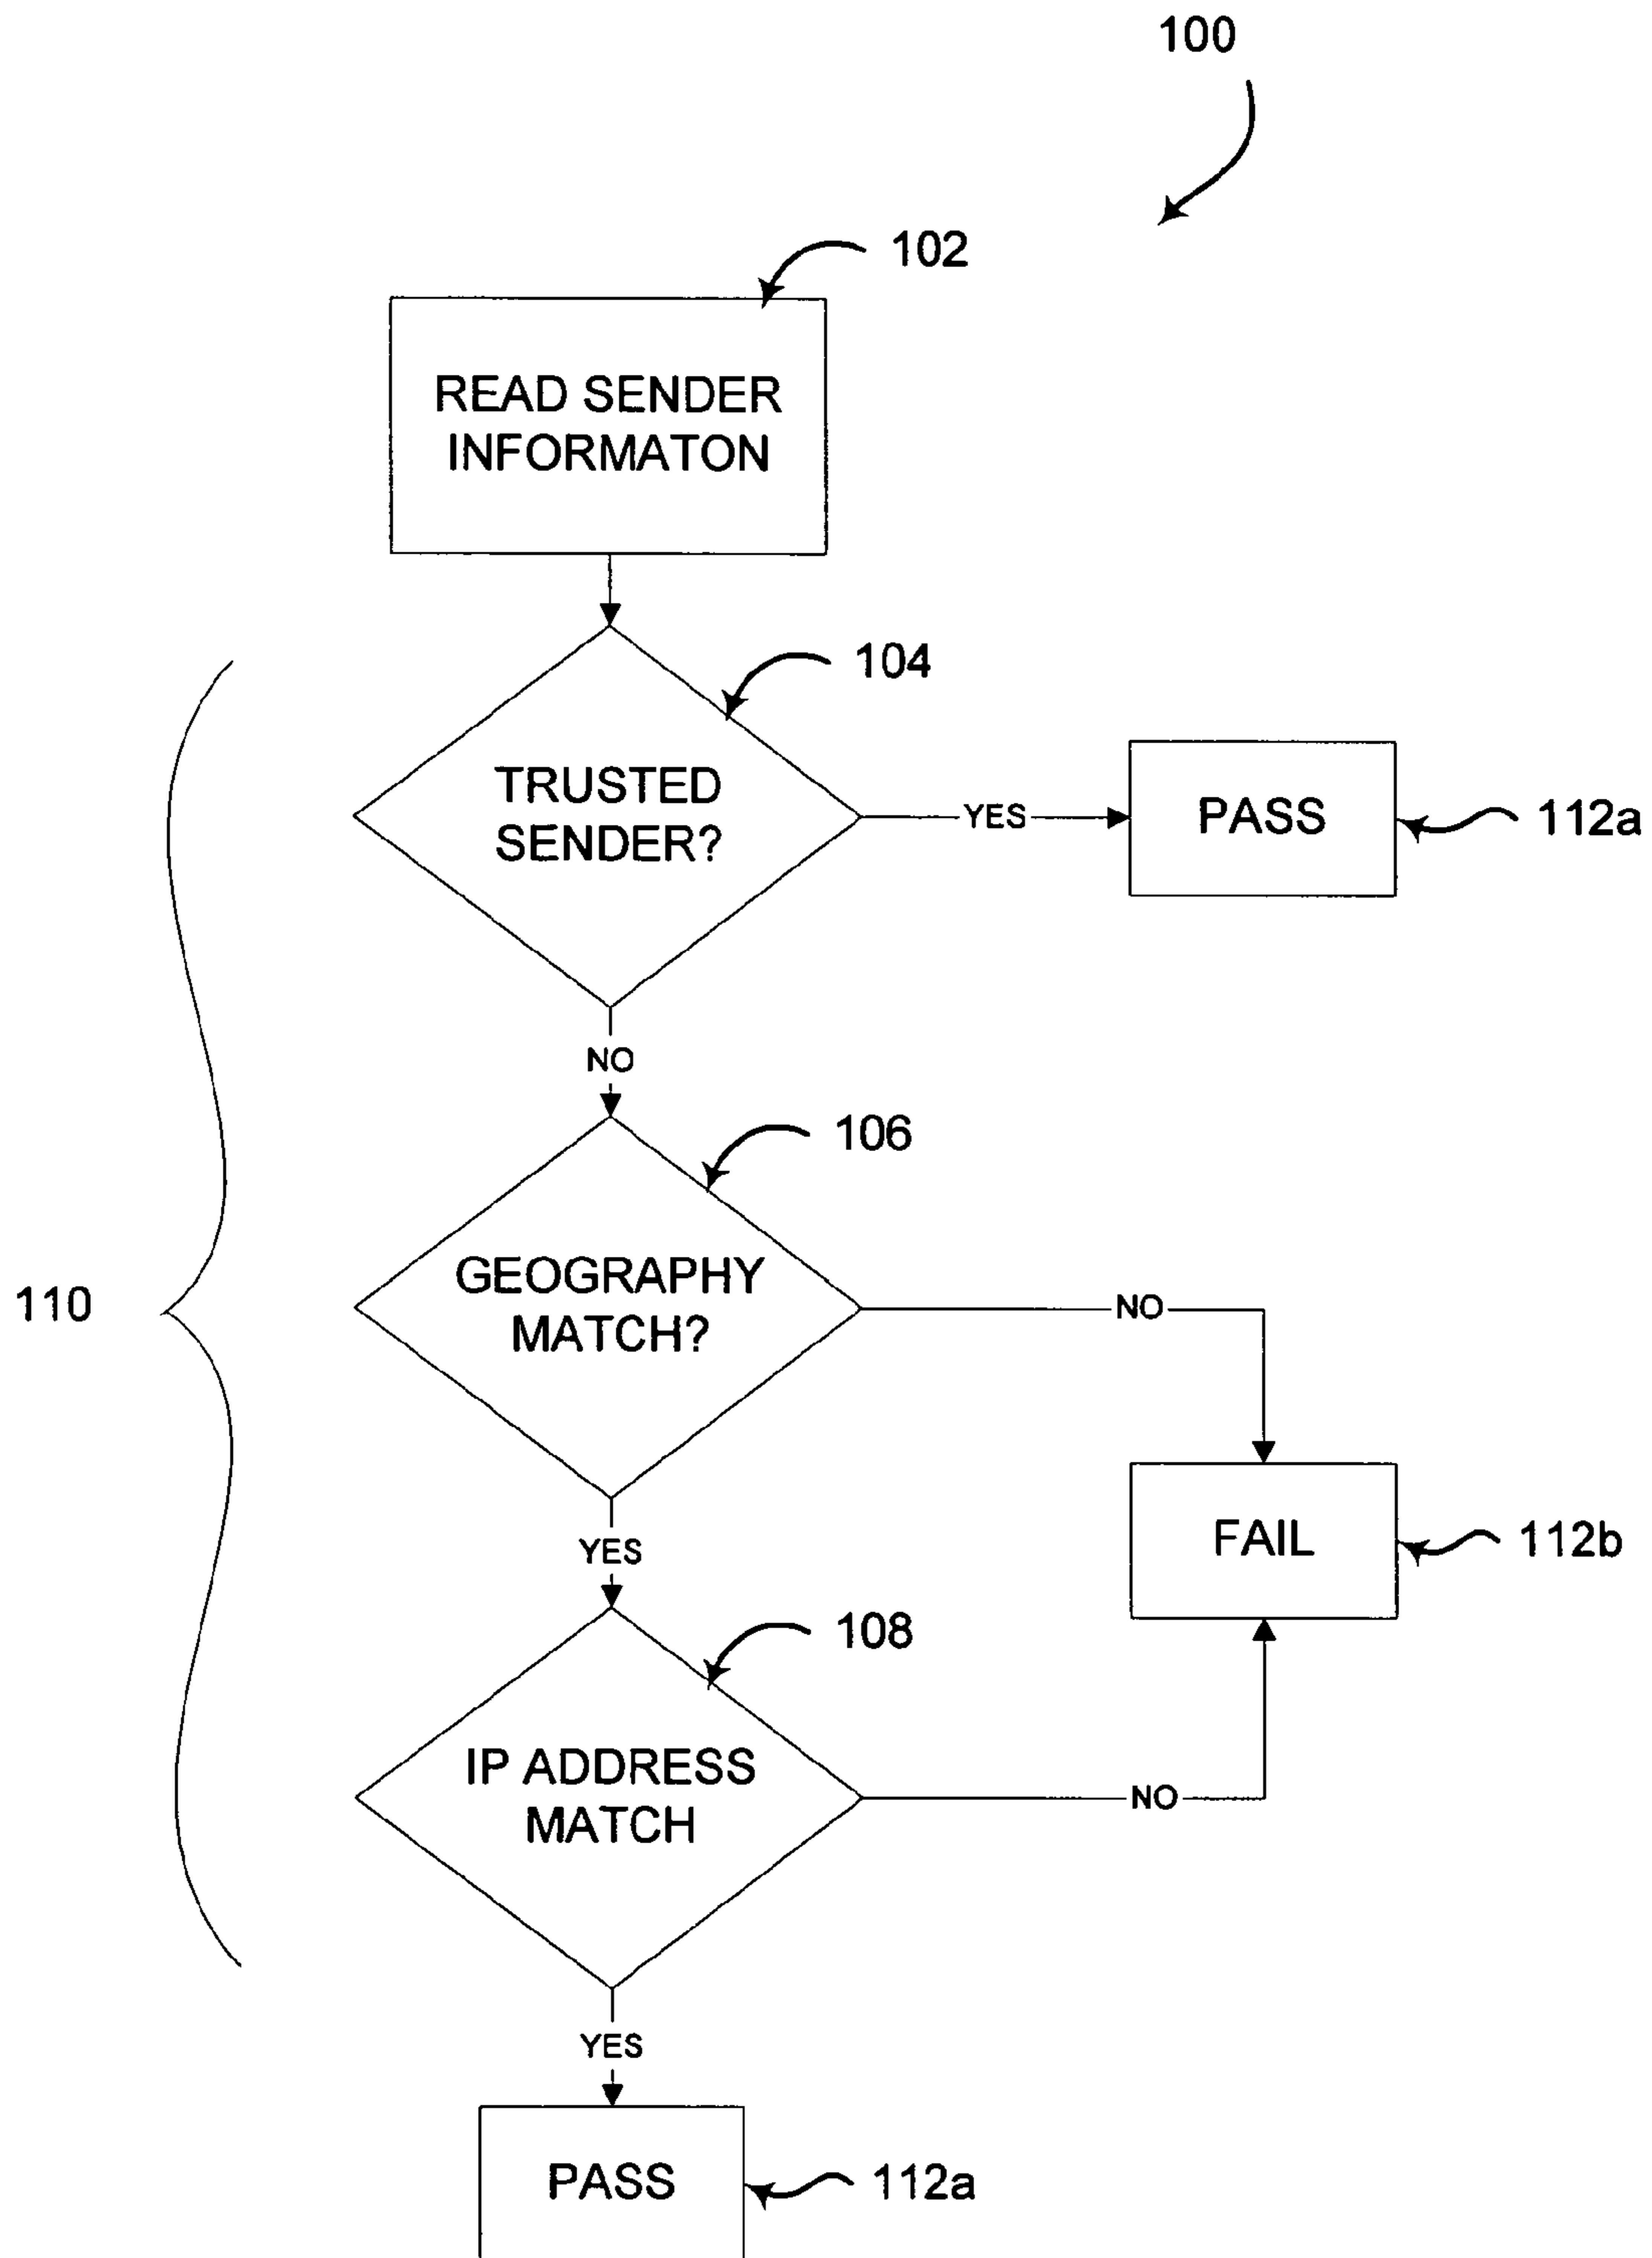 100
102
READ SENDER
INFORMATON
104
TRUSTED
SENDER?
YES
PASS
112a
NO
106
GEOGRAPHY
MATCH?
NO
110
FAIL
112b
YES
108
IP ADDRESS
MATCH
NO
YES
PASS
112a